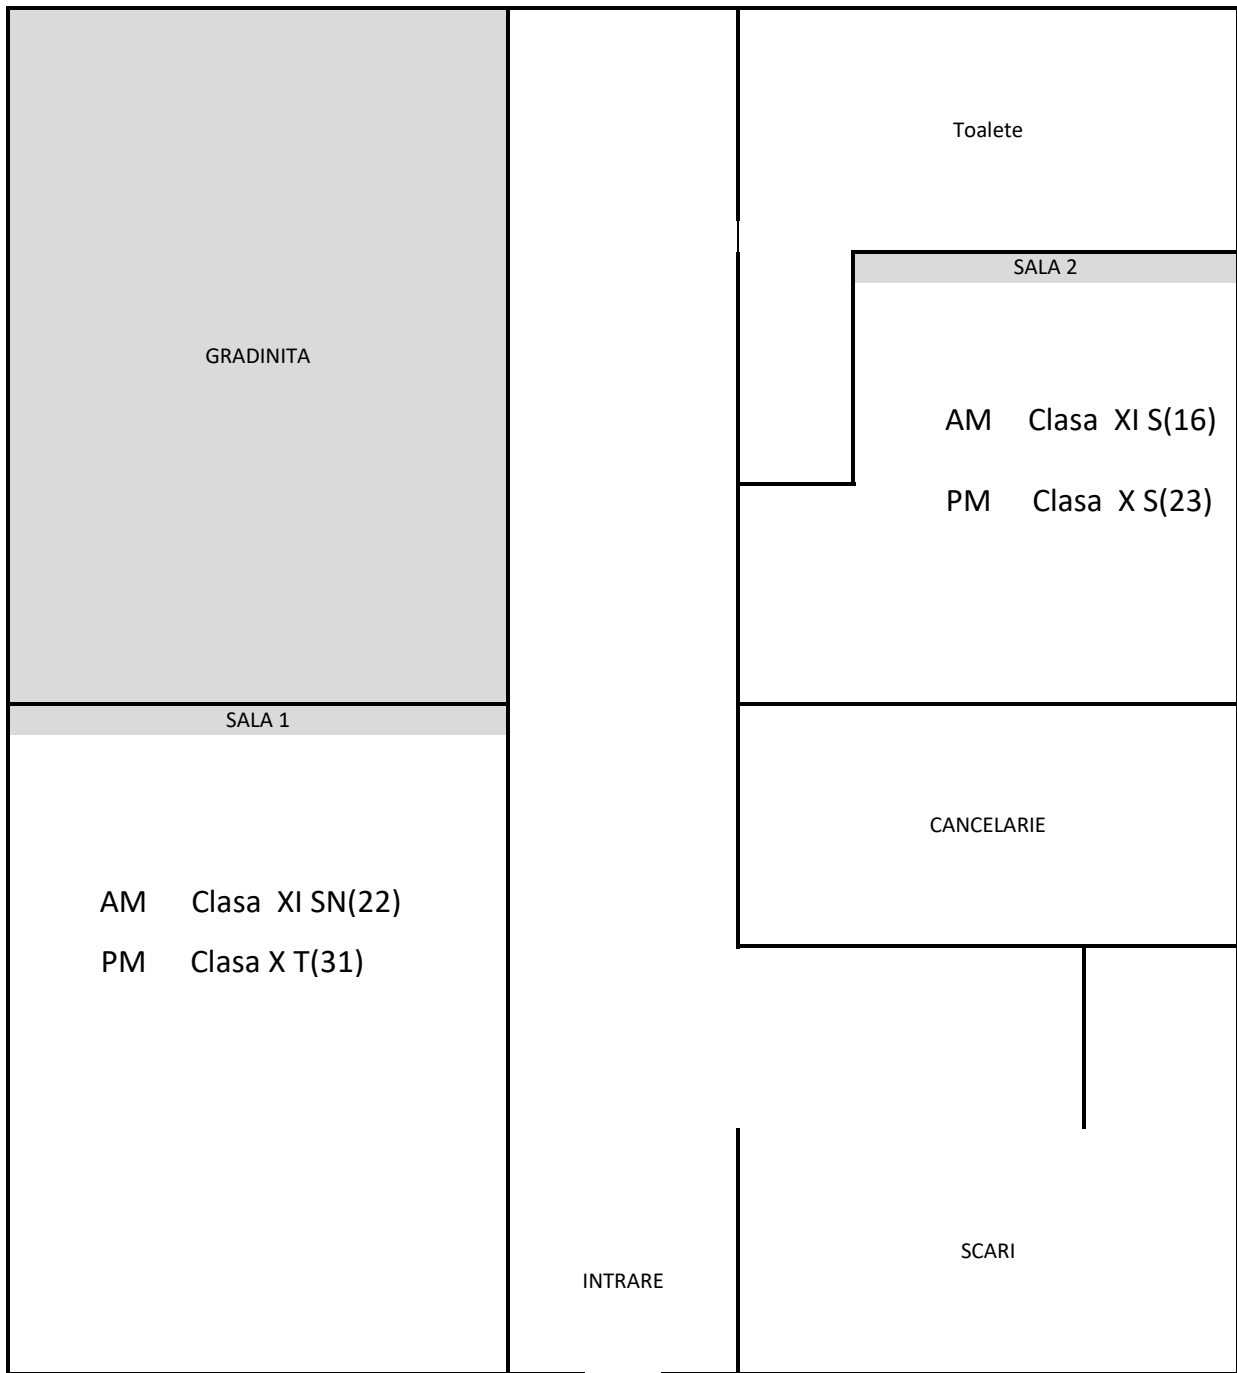 Toalete
SALA 2
GRADINITA
AM Clasa XI S(16)
PM Clasa X S(23)
SALA 1
CANCELARIE
AM Clasa XI SN(22)
PM Clasa X T(31)
SCARI
INTRARE